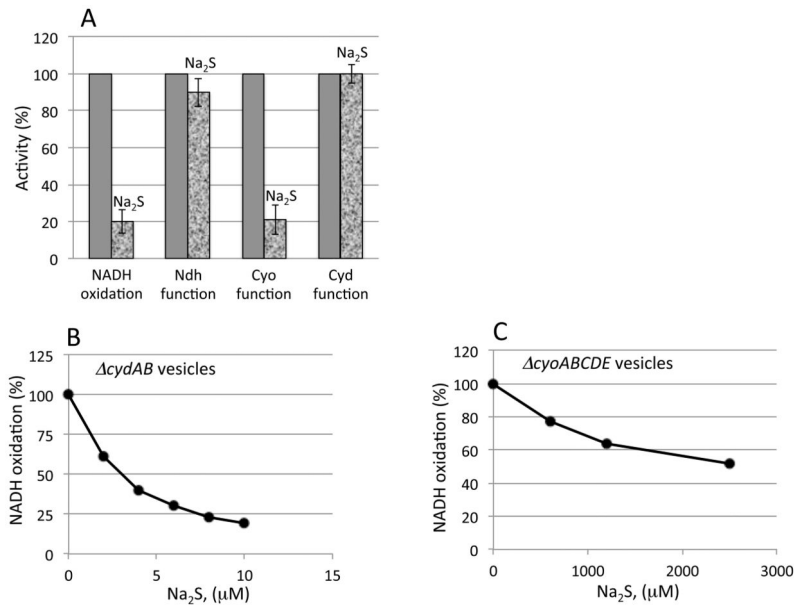 A
120
100
80
60
40
20
0
Activity (%)
Na₂S
Na₂S
Na₂S
Na₂S
NADH oxidation
Ndh function
Cyo function
Cyd function
B
125
100
75
50
25
0
NADH oxidation (%)
ΔcydAB vesicles
0 5 10 15
Na₂S, (μM)
C
120
100
80
60
40
20
0
NADH oxidation (%)
ΔcyoABCDE vesicles
0 1000 2000 3000
Na₂S, (μM)